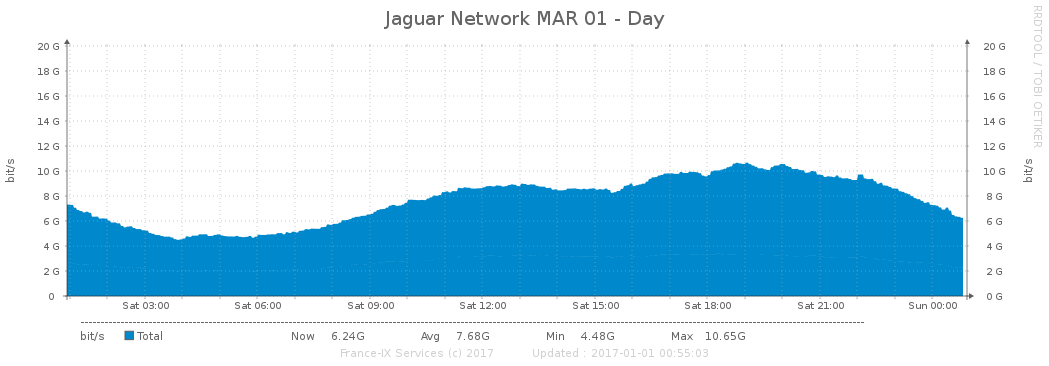 Jaguar Network MAR 01 - Day
RRDTOOL / TOBI OETIKER
bit/s
bit/s
20 G 20 G
18 G 18 G
16 G 16 G
14 G 14 G
12 G 12 G
10 G 10 G
8 G 8 G
6 G 6 G
4 G 4 G
2 G 2 G
0 0 G
Sat 03:00 Sat 06:00 Sat 09:00 Sat 12:00 Sat 15:00 Sat 18:00 Sat 21:00 Sun 00:00
bit/s Total Now 6.24G Avg 7.68G Min 4.48G Max 10.65G
France-IX Services (c) 2017 Updated : 2017-01-01 00:55:03